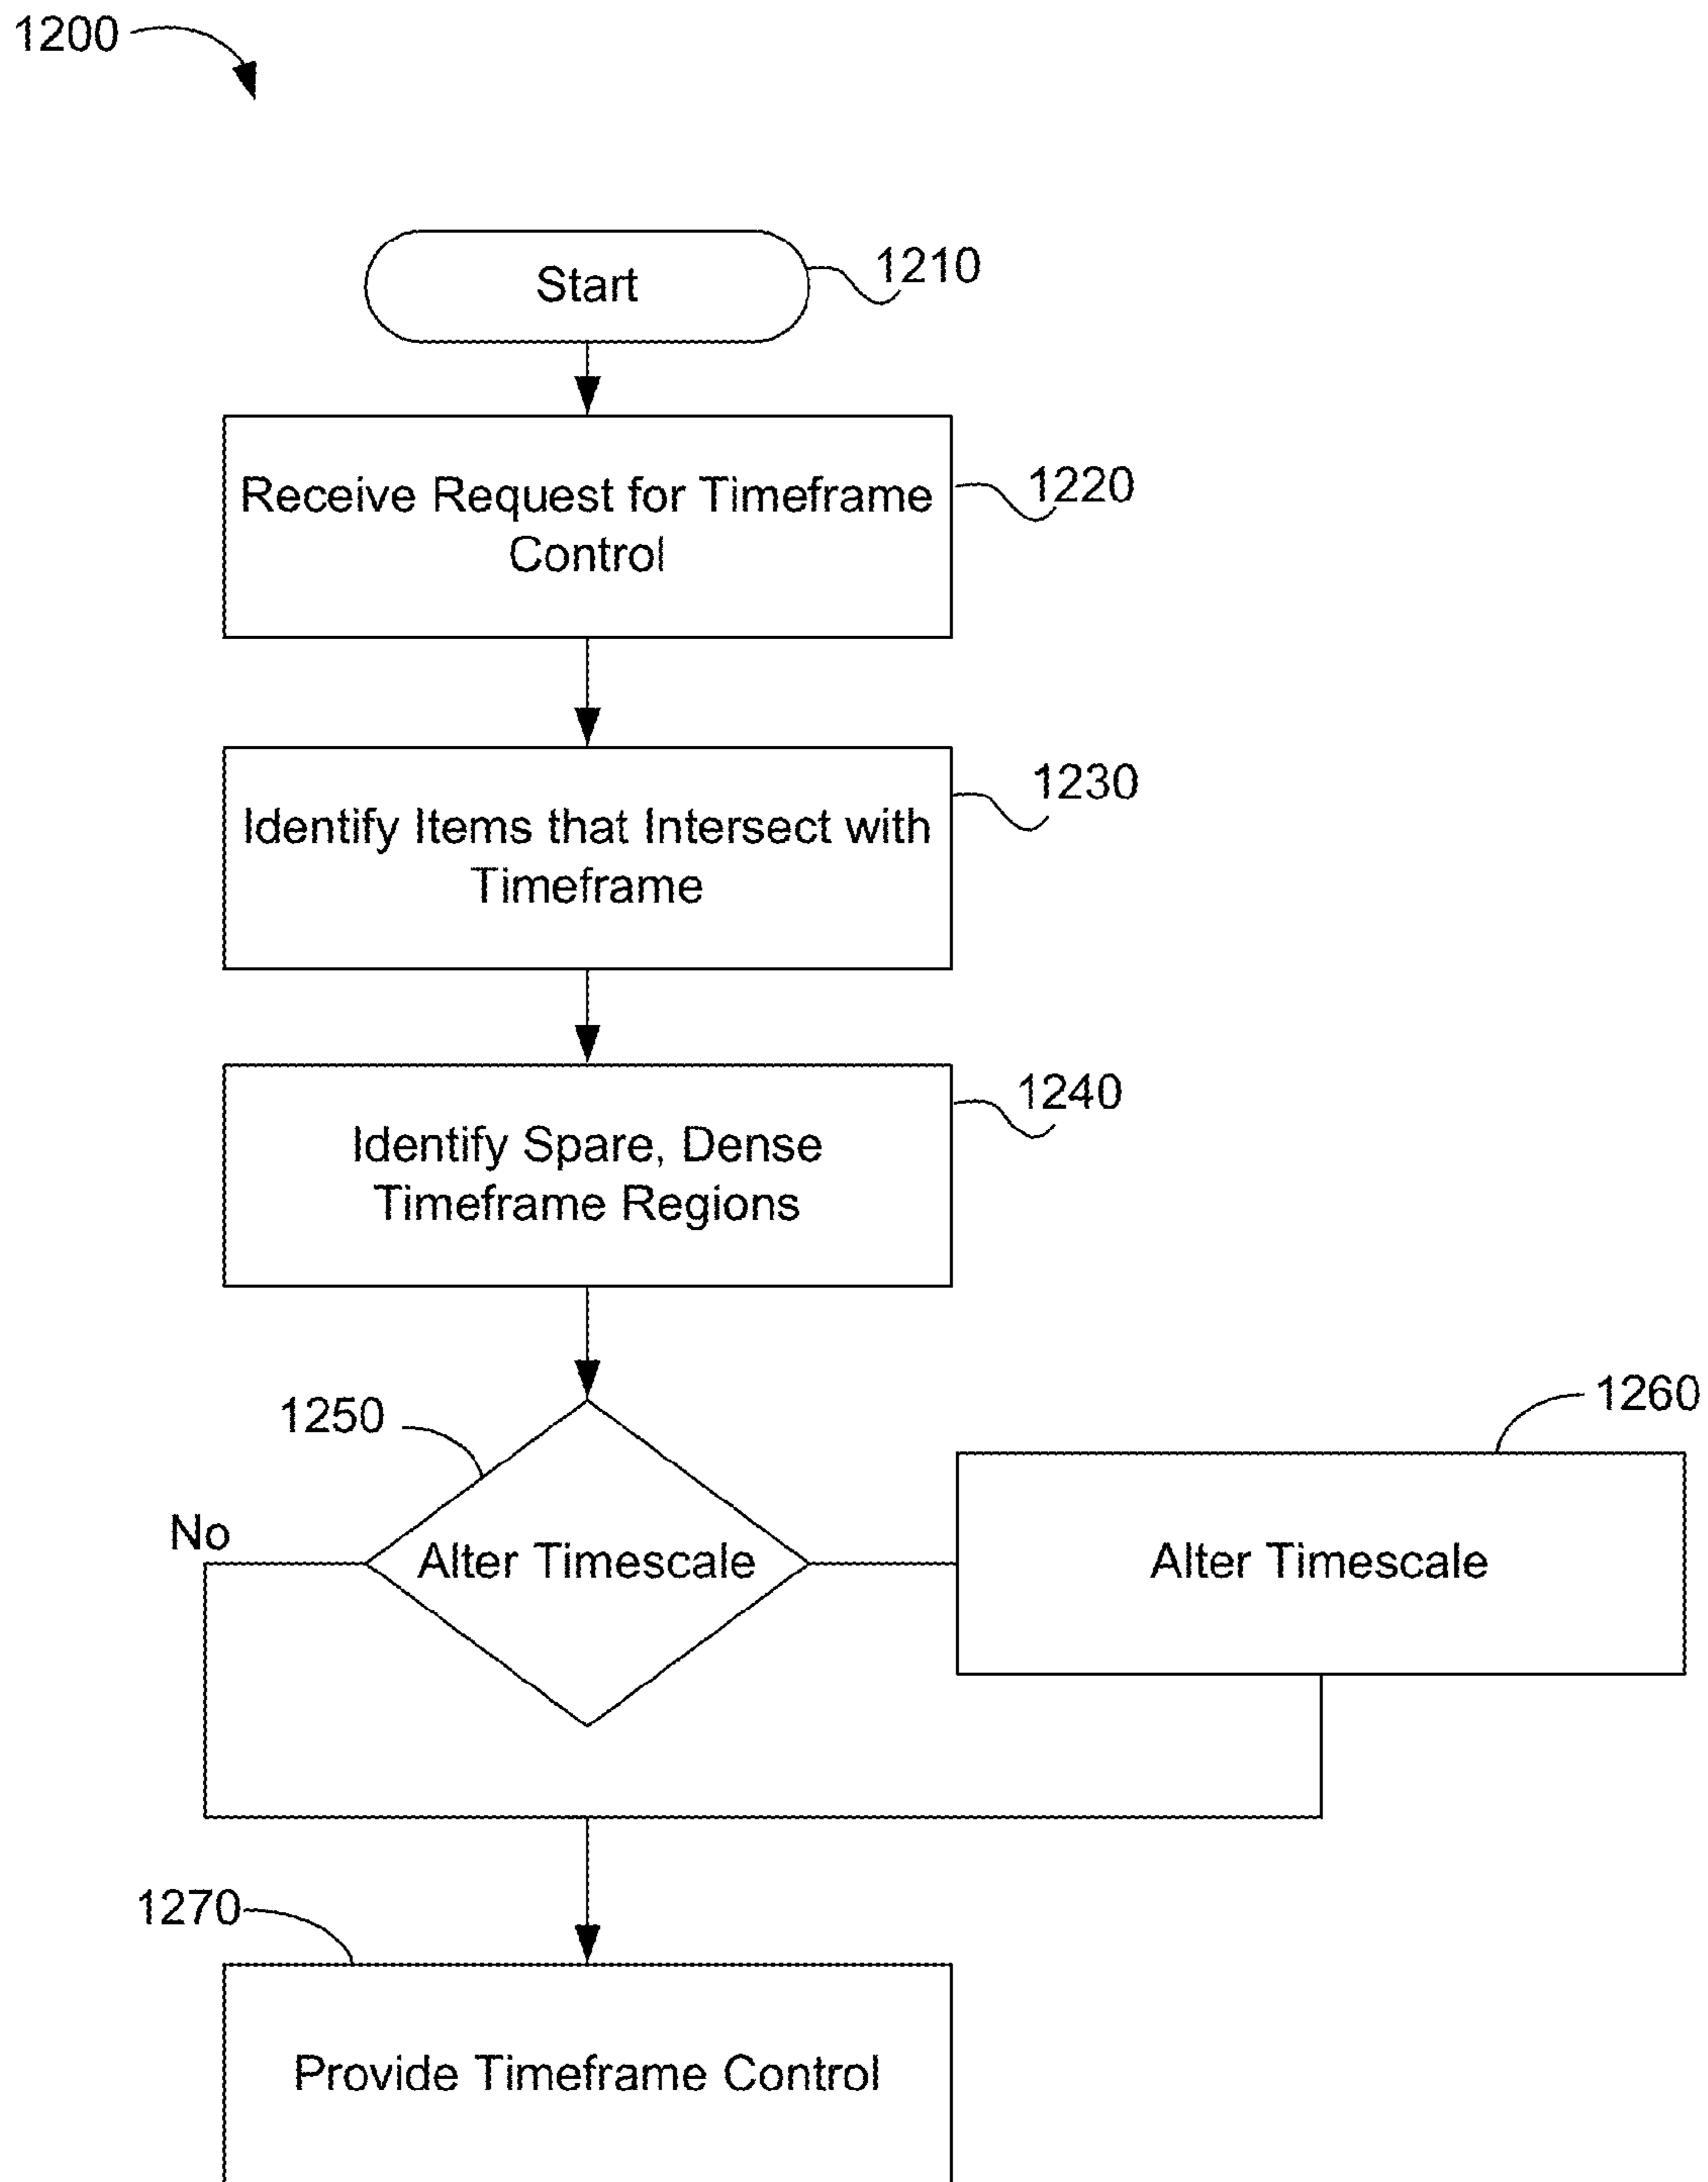 1200
Start
1210
Receive Request for Timeframe
Control
1220
Identify Items that Intersect with
Timeframe
1230
Identify Spare, Dense
Timeframe Regions
1240
1250
No
Alter Timescale
1260
Alter Timescale
1270
Provide Timeframe Control